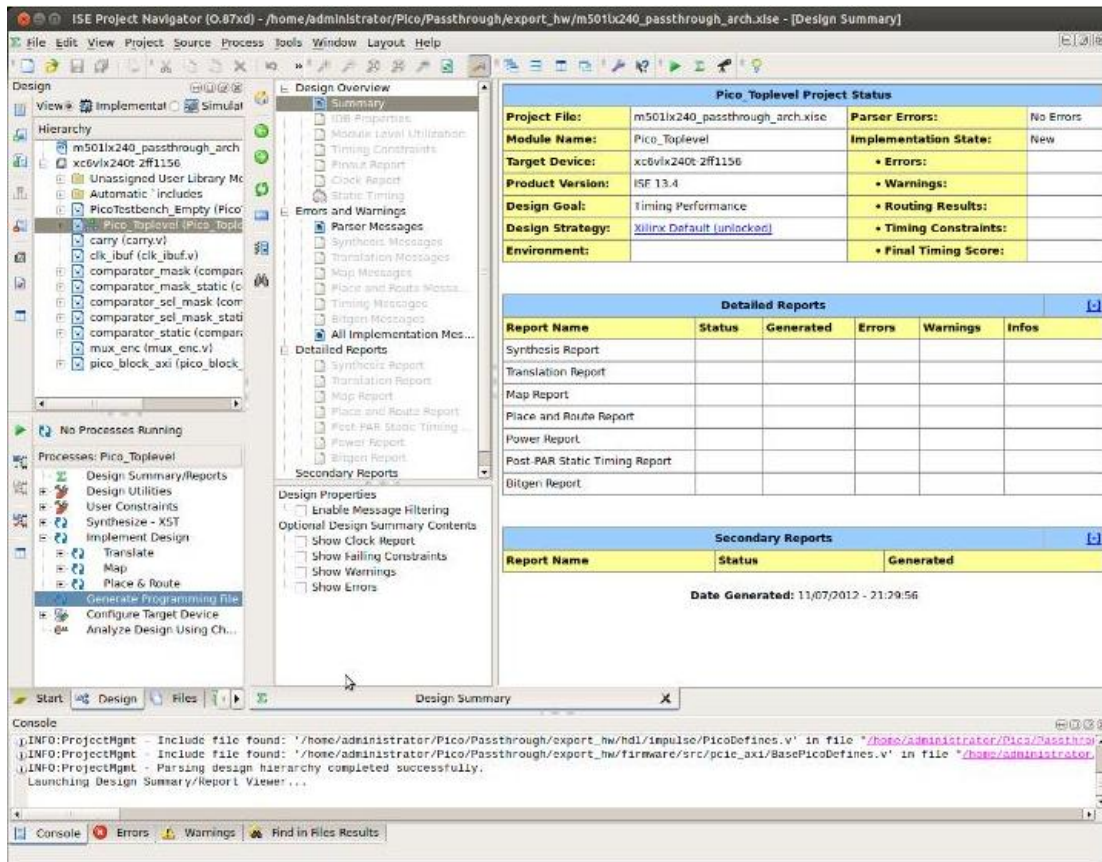 ISE Project Navigator (O.87xd) - /home/administrator/Pico/Passthrough/export_hw/m501lx240_passthrough_arch.xise - [Design Summary]
File Edit View Project Source Process Tools Window Layout Help
Design
View: Implementat Simulat
Hierarchy
m501lx240_passthrough_arch
xc6vlx240t-2ff1156
Unassigned User Library Mo
Automatic `includes
PicoTestbench_Empty (Pico
Pico_Toplevel (Pico_Tople
carry (carry.v)
clk_ibuf (clk_ibuf.v)
comparator_mask (compara
comparator_mask_static (c
comparator_sel_mask (com
comparator_sel_mask_stati
comparator_static (compara
mux_enc (mux_enc.v)
pico_block_axi (pico_block_
No Processes Running
Processes: Pico_Toplevel
Design Summary/Reports
Design Utilities
User Constraints
Synthesize - XST
Implement Design
Translate
Map
Place & Route
Generate Programming File
Configure Target Device
Analyze Design Using Ch...
Start Design Files
Design Overview
Summary
IOB Properties
Module Level Utilization
Timing Constraints
Pinout Report
Clock Report
Static Timing
Errors and Warnings
Parser Messages
Synthesis Messages
Translation Messages
Map Messages
Place and Route Messa...
Timing Messages
Bitgen Messages
All Implementation Mes...
Detailed Reports
Synthesis Report
Translation Report
Map Report
Place and Route Report
Post-PAR Static Timing ...
Power Report
Bitgen Report
Secondary Reports
Design Properties
Enable Message Filtering
Optional Design Summary Contents
Show Clock Report
Show Failing Constraints
Show Warnings
Show Errors
Design Summary
Pico_Toplevel Project Status
Project File: m501lx240_passthrough_arch.xise Parser Errors: No Errors
Module Name: Pico_Toplevel Implementation State: New
Target Device: xc6vlx240t-2ff1156 • Errors:
Product Version: ISE 13.4 • Warnings:
Design Goal: Timing Performance • Routing Results:
Design Strategy: Xilinx Default (unlocked) • Timing Constraints:
Environment: • Final Timing Score:
Detailed Reports [-]
Report Name Status Generated Errors Warnings Infos
Synthesis Report
Translation Report
Map Report
Place and Route Report
Power Report
Post-PAR Static Timing Report
Bitgen Report
Secondary Reports [-]
Report Name Status Generated
Date Generated: 11/07/2012 - 21:29:56
Console
INFO:ProjectMgmt - Include file found: '/home/administrator/Pico/Passthrough/export_hw/hdl/impulse/PicoDefines.v' in file "/home/administrator/Pico/Passthro
INFO:ProjectMgmt - Include file found: '/home/administrator/Pico/Passthrough/export_hw/firmware/src/pcie_axi/BasePicoDefines.v' in file "/home/administrator
INFO:ProjectMgmt - Parsing design hierarchy completed successfully.
Launching Design Summary/Report Viewer...
Console Errors Warnings Find in Files Results